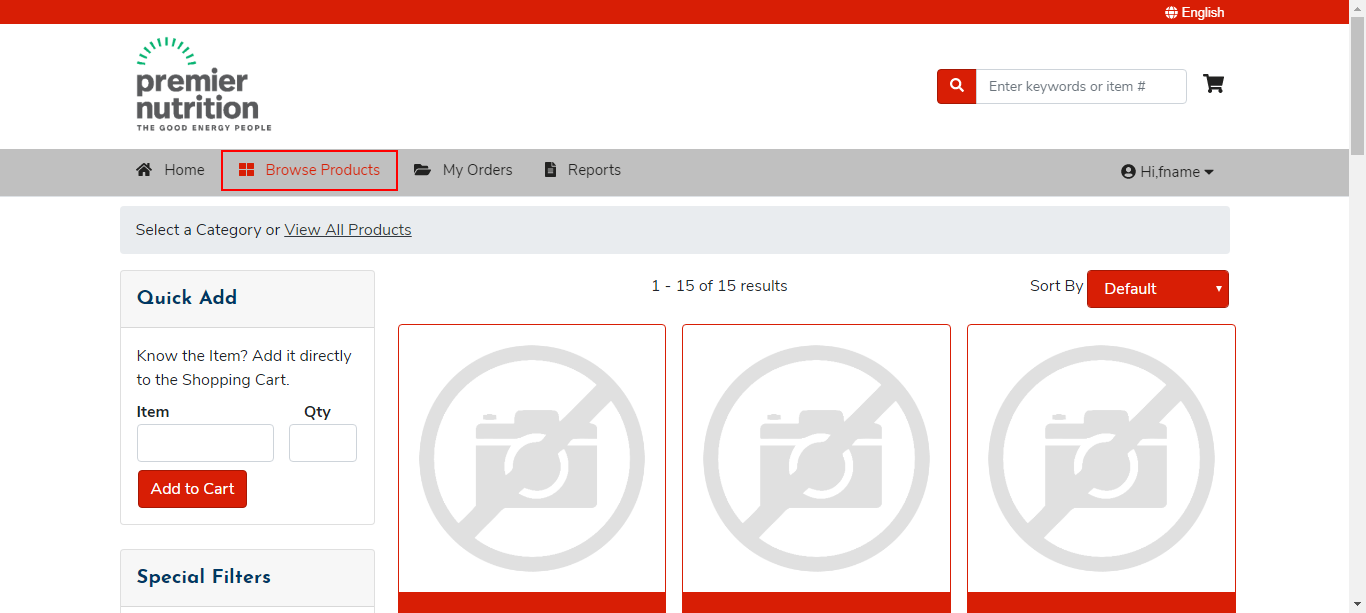 English
premier
nutrition
THE GOOD ENERGY PEOPLE
Enter keywords or item #
Home Browse Products My Orders Reports Hi,fname
Select a Category or View All Products
Quick Add
1 - 15 of 15 results
Sort By Default
Know the Item? Add it directly
to the Shopping Cart.
Item Qty
Add to Cart
Special Filters